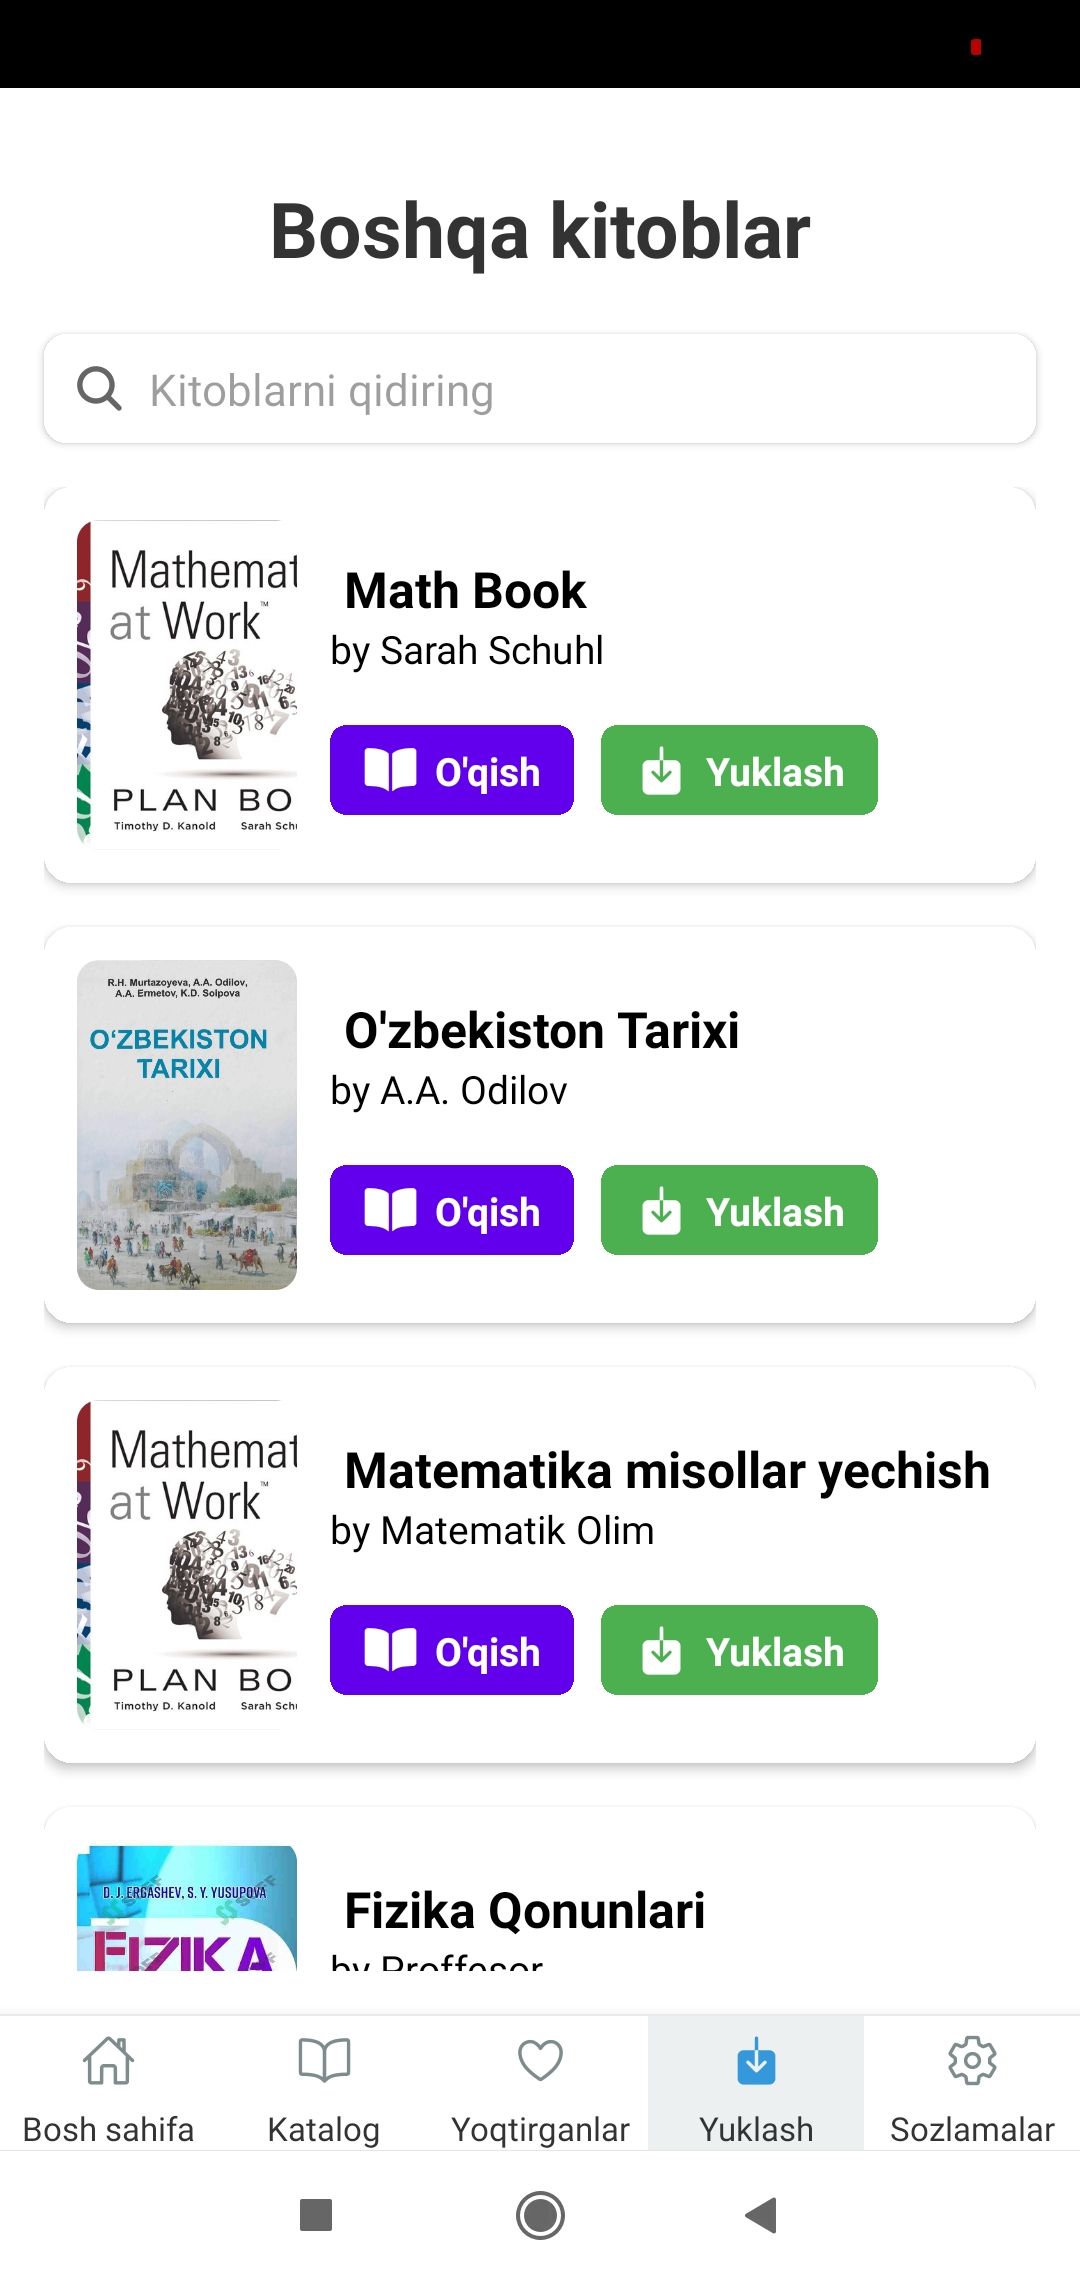 Boshqa kitoblar
Kitoblarni qidiring
Mathemat
at Work™
PLAN BO
Timothy D. Kanold Sarah Schu
Math Book
by Sarah Schuhl
O'qish
Yuklash
R.H. Murtazoyeva, A.A. Odilov,
A.A. Ermetov, K.D. Soipova
O‘ZBEKISTON
TARIXI
O'zbekiston Tarixi
by A.A. Odilov
O'qish
Yuklash
Mathemat
at Work™
PLAN BO
Timothy D. Kanold Sarah Schu
Matematika misollar yechish
by Matematik Olim
O'qish
Yuklash
D. J. ERGASHEV, S. Y. YUSUPOVA
FIZIKA
Fizika Qonunlari
by Proffesor
Bosh sahifa
Katalog
Yoqtirganlar
Yuklash
Sozlamalar